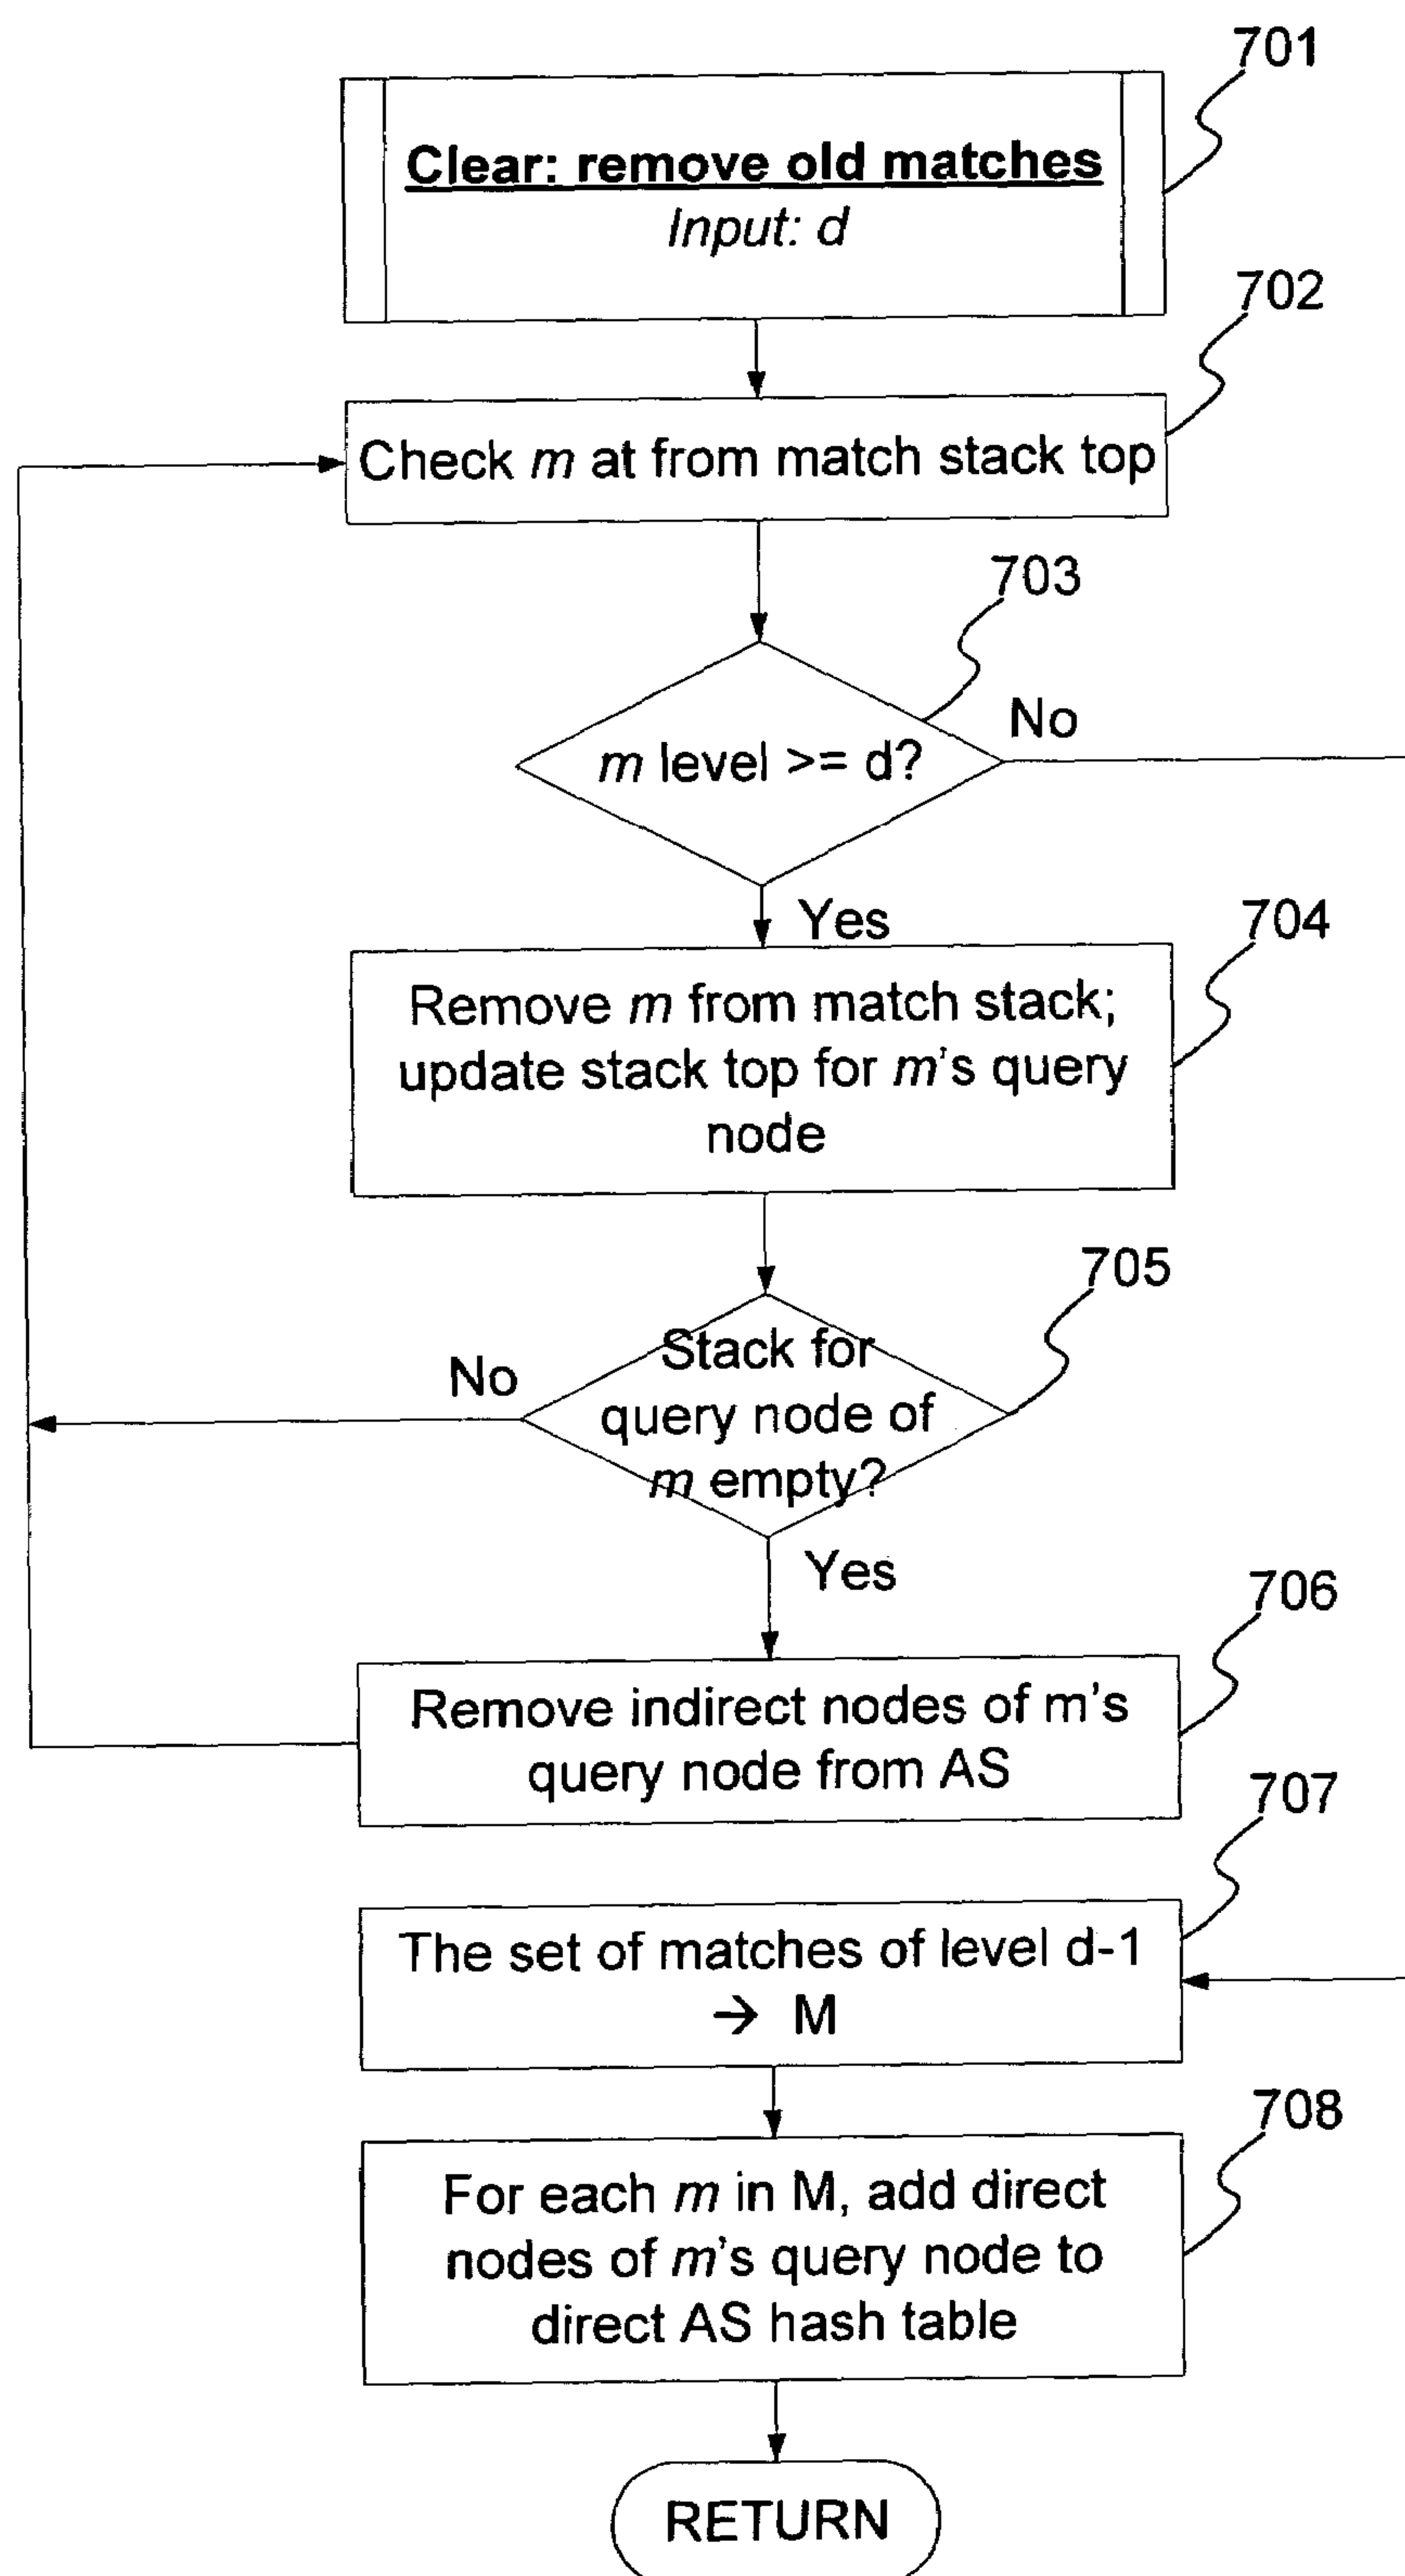 701
Clear: remove old matches
Input: d
702
Check m at from match stack top
703
No
m level >= d?
Yes
704
Remove m from match stack;
update stack top for m's query
node
705
No
Stack for
query node of
m empty?
Yes
706
Remove indirect nodes of m's
query node from AS
707
The set of matches of level d-1
→ M
708
For each m in M, add direct
nodes of m's query node to
direct AS hash table
RETURN